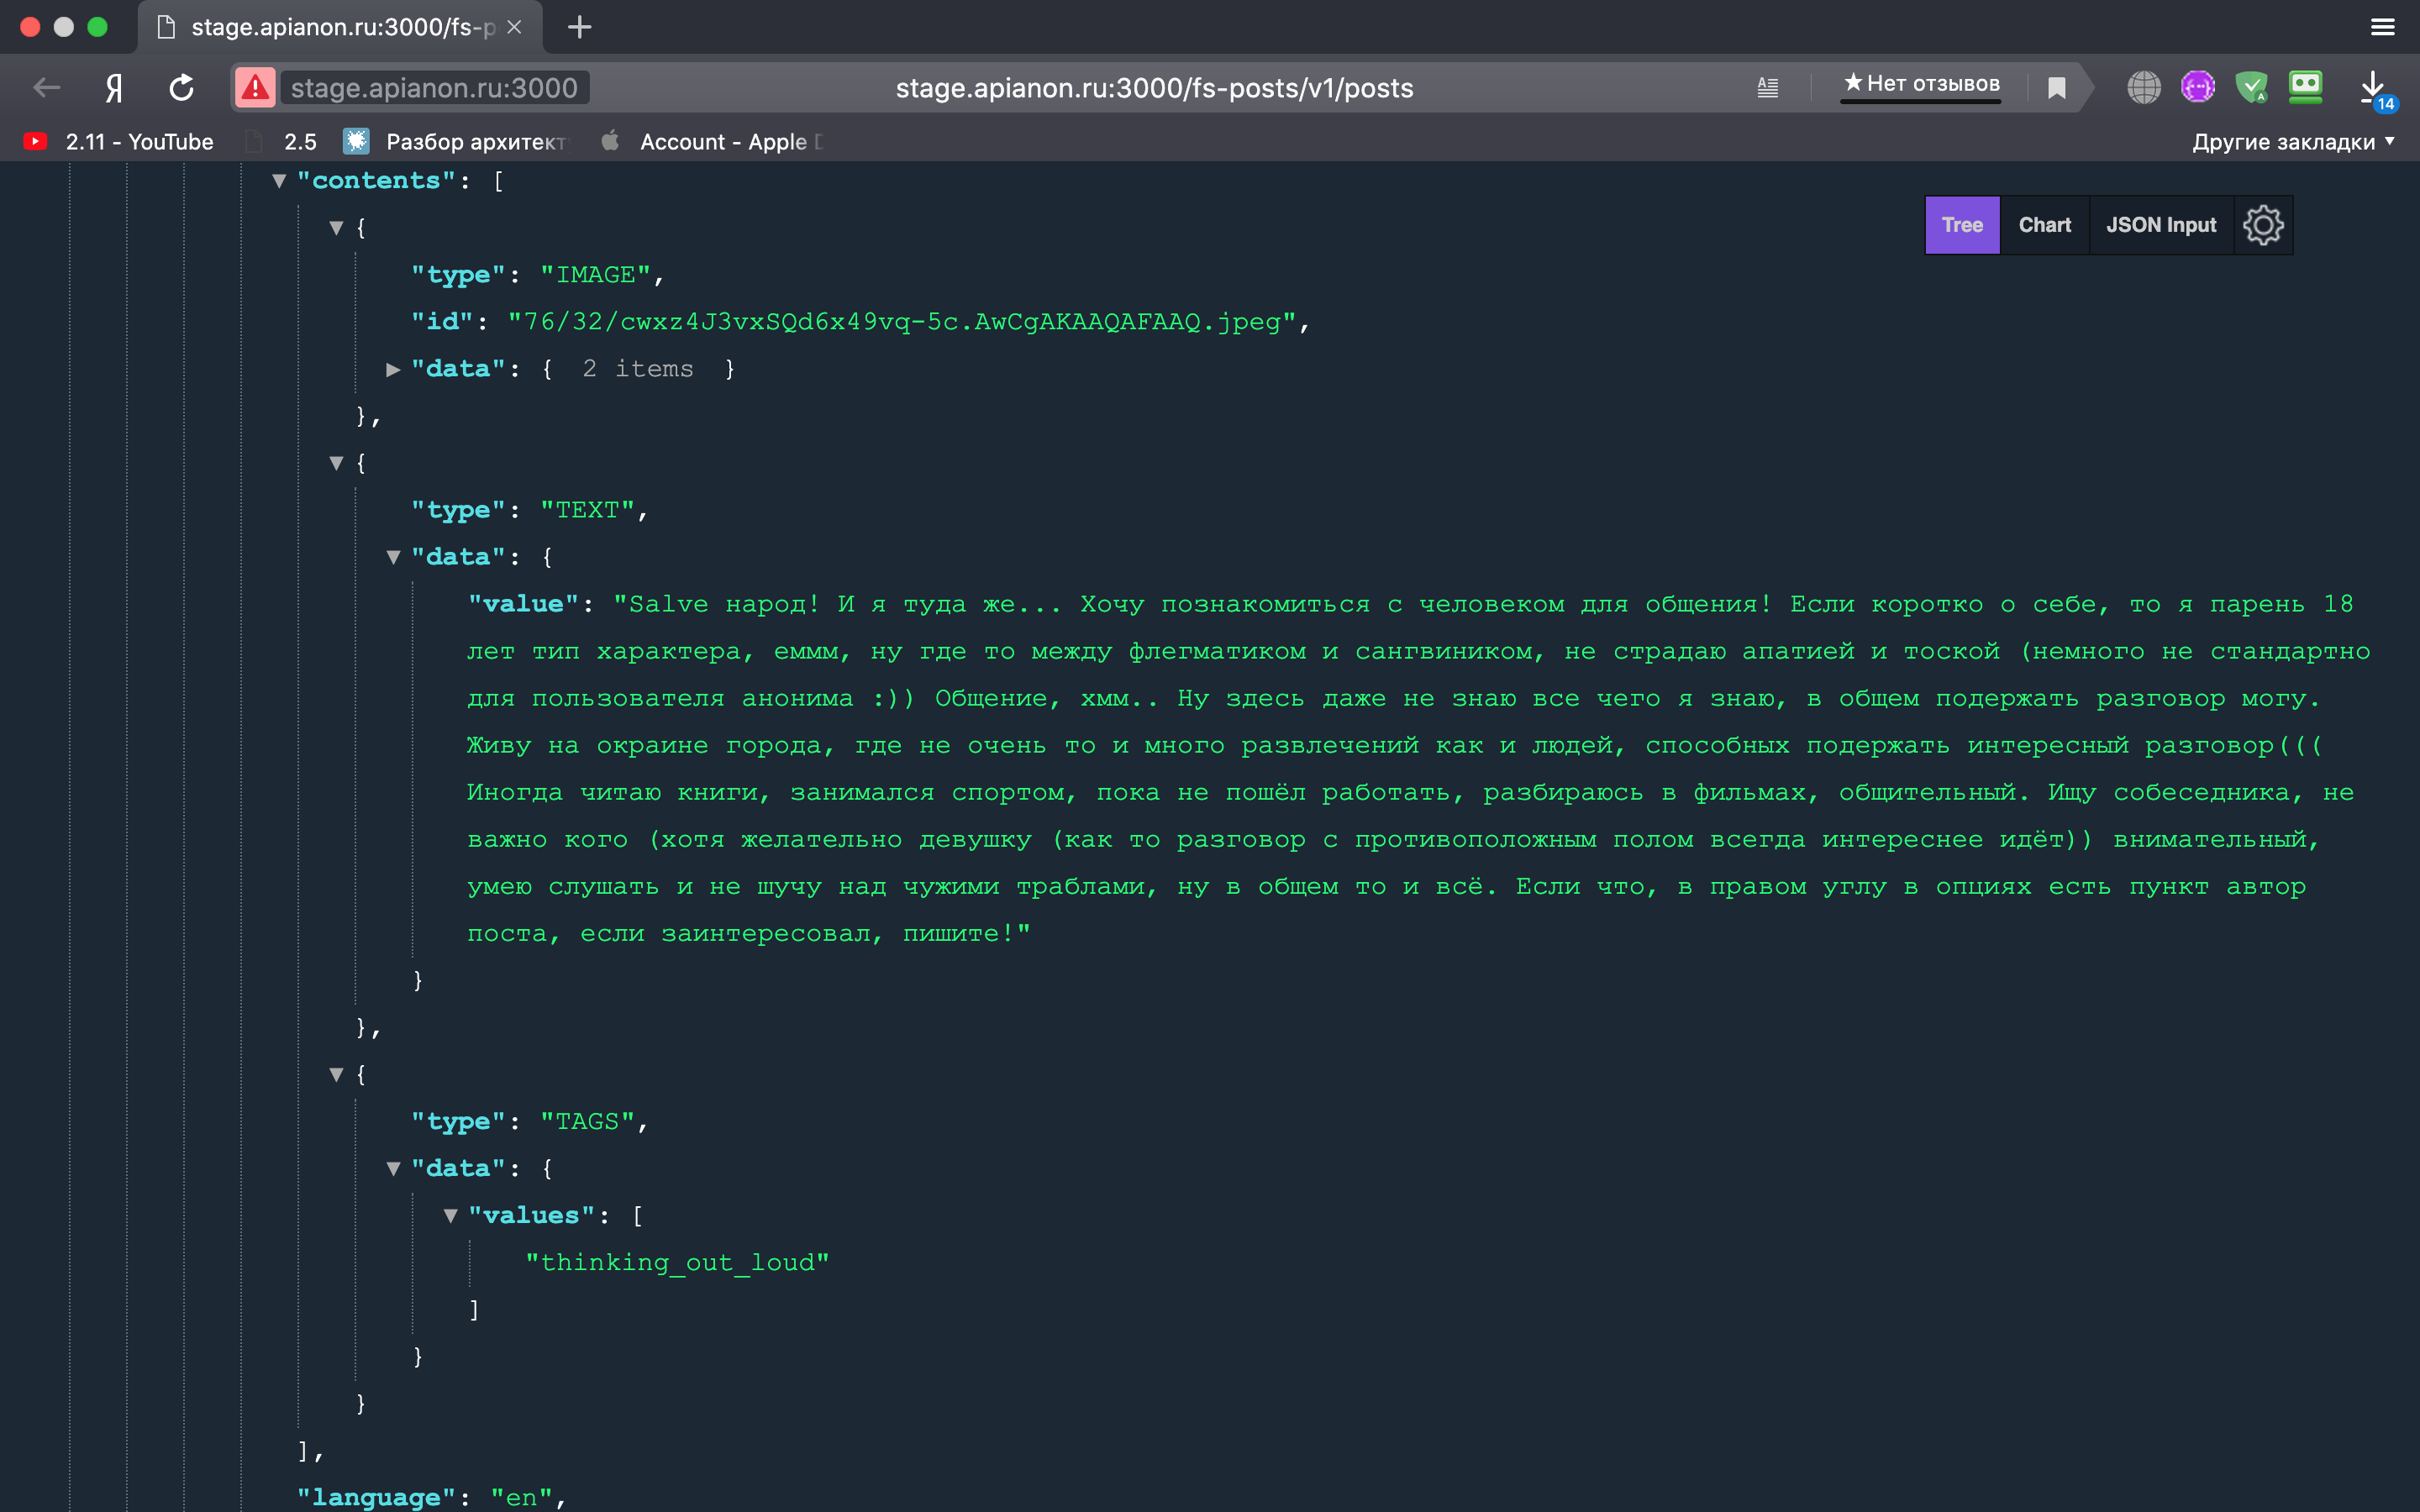 stage.apianon.ru:3000/fs-p
Я
stage.apianon.ru:3000
stage.apianon.ru:3000/fs-posts/v1/posts
★Нет отзывов
14
2.11 - YouTube
2.5
Разбор архитект
Account - Apple
Другие закладки
Tree
Chart
JSON Input
"contents": [
{
"type": "IMAGE",
"id": "76/32/cwxz4J3vxSQd6x49vq-5c.AwCgAKAAQAFAAQ.jpeg",
"data": { 2 items }
},
{
"type": "TEXT",
"data": {
"value": "Salve народ! И я туда же... Хочу познакомиться с человеком для общения! Если коротко о себе, то я парень 18
лет тип характера, еммм, ну где то между флегматиком и сангвиником, не страдаю апатией и тоской (немного не стандартно
для пользователя анонима :)) Общение, хмм.. Ну здесь даже не знаю все чего я знаю, в общем подержать разговор могу.
Живу на окраине города, где не очень то и много развлечений как и людей, способных подержать интересный разговор(((
Иногда читаю книги, занимался спортом, пока не пошёл работать, разбираюсь в фильмах, общительный. Ищу собеседника, не
важно кого (хотя желательно девушку (как то разговор с противоположным полом всегда интереснее идёт)) внимательный,
умею слушать и не шучу над чужими траблами, ну в общем то и всё. Если что, в правом углу в опциях есть пункт автор
поста, если заинтересовал, пишите!"
}
},
{
"type": "TAGS",
"data": {
"values": [
"thinking_out_loud"
]
}
}
],
"language": "en",